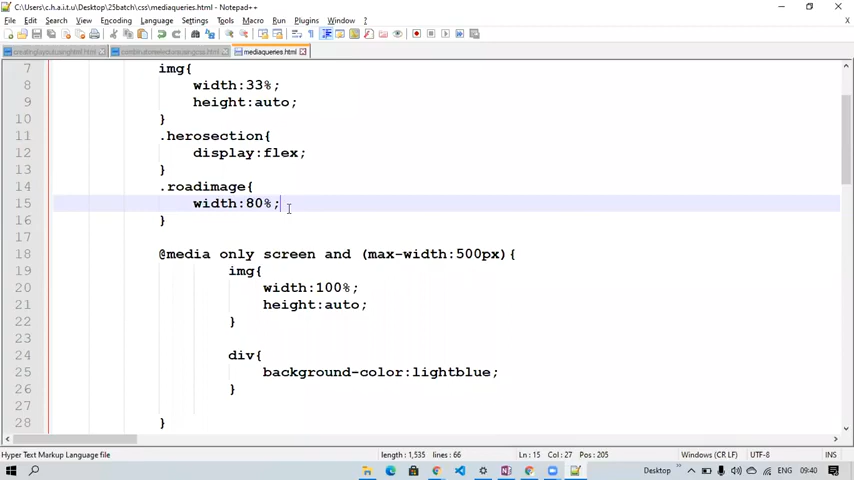 C:\Users\c.h.a.i.t.u\Desktop\25batch\css\mediaqueries.html - Notepad++
File Edit Search View Encoding Language Settings Tools Macro Run Plugins Window ?
mediaqueries.html
7 img{
8 width:33%;
9 height:auto;
10 }
11 .herosection{
12 display:flex;
13 }
14 .roadimage{
15 width:80%;
16 }
17
18 @media only screen and (max-width:500px){
19 img{
20 width:100%;
21 height:auto;
22 }
23
24 div{
25 background-color:lightblue;
26 }
27
28 }
Hyper Text Markup Language file length : 1,535 lines : 66 Ln : 15 Col : 27 Pos : 205 Windows (CR LF) UTF-8 INS
Desktop ENG 09:40